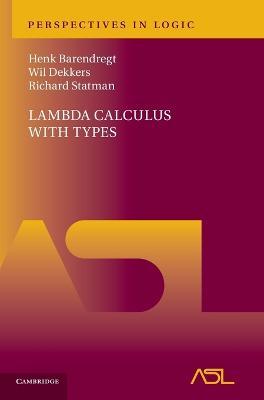 PERSPECTIVES IN LOGIC
Henk Barendregt
Wil Dekkers
Richard Statman
LAMBDA CALCULUS
WITH TYPES
ASL
CAMBRIDGE
ASL